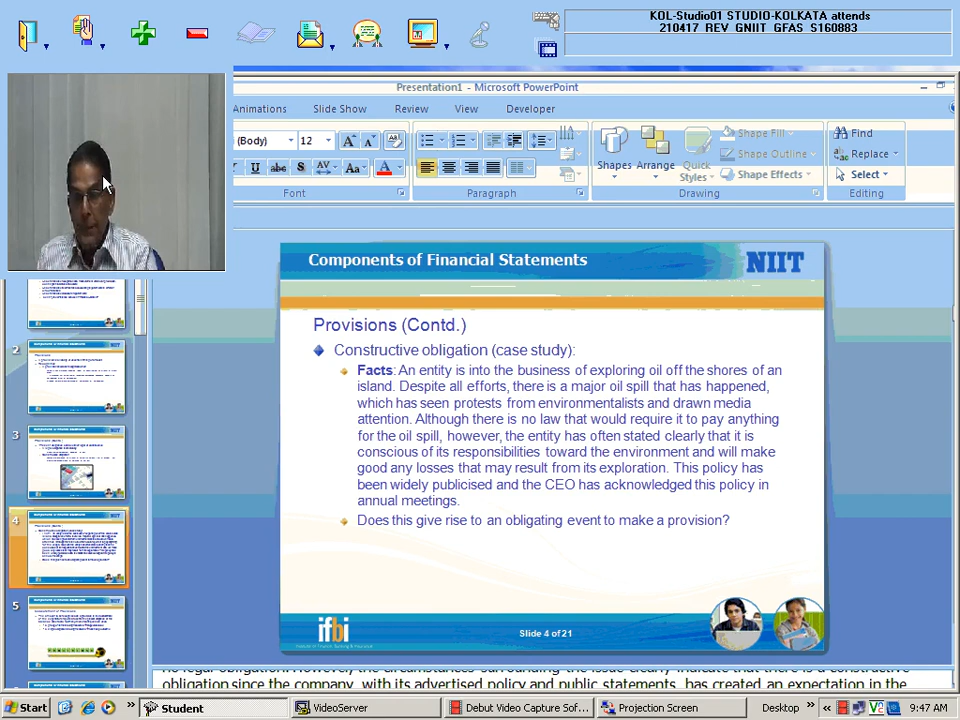 KOL-Studio01 STUDIO-KOLKATA attends
210417_REV_GNIIT_GFAS_S160883
Presentation1 - Microsoft PowerPoint
Animations Slide Show Review View Developer
(Body) 12
Shapes Arrange Quick Styles
Shape Fill
Shape Outline
Shape Effects
Find
Replace
Select
Font Paragraph Drawing Editing
Components of Financial Statements
NIIT
Provisions (Contd.)
Constructive obligation (case study):
Facts: An entity is into the business of exploring oil off the shores of an
island. Despite all efforts, there is a major oil spill that has happened,
which has seen protests from environmentalists and drawn media
attention. Although there is no law that would require it to pay anything
for the oil spill, however, the entity has often stated clearly that it is
conscious of its responsibilities toward the environment and will make
good any losses that may result from its exploration. This policy has
been widely publicised and the CEO has acknowledged this policy in
annual meetings.
Does this give rise to an obligating event to make a provision?
ifbi
Slide 4 of 21
2
3
4
5
obligation since the company, with its advertised policy and public statements, has created an expectation in the
Start Student VideoServer Debut Video Capture Sof... Projection Screen Desktop 9:47 AM